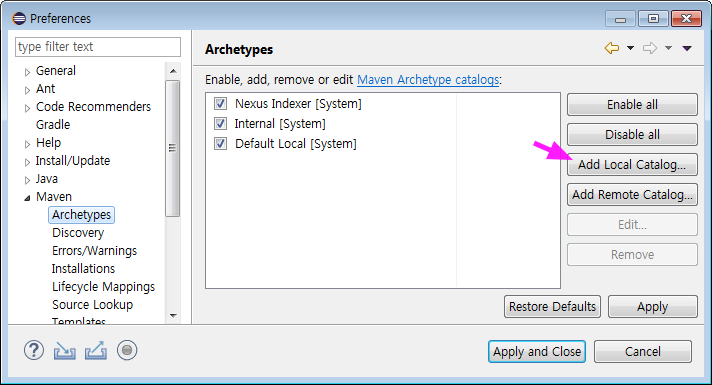 Preferences
type filter text
General
Ant
Code Recommenders
Gradle
Help
Install/Update
Java
Maven
Archetypes
Discovery
Errors/Warnings
Installations
Lifecycle Mappings
Source Lookup
Templates
Archetypes
Enable, add, remove or edit Maven Archetype catalogs:
Nexus Indexer [System]
Internal [System]
Default Local [System]
Enable all
Disable all
Add Local Catalog...
Add Remote Catalog...
Edit...
Remove
Restore Defaults
Apply
Apply and Close
Cancel